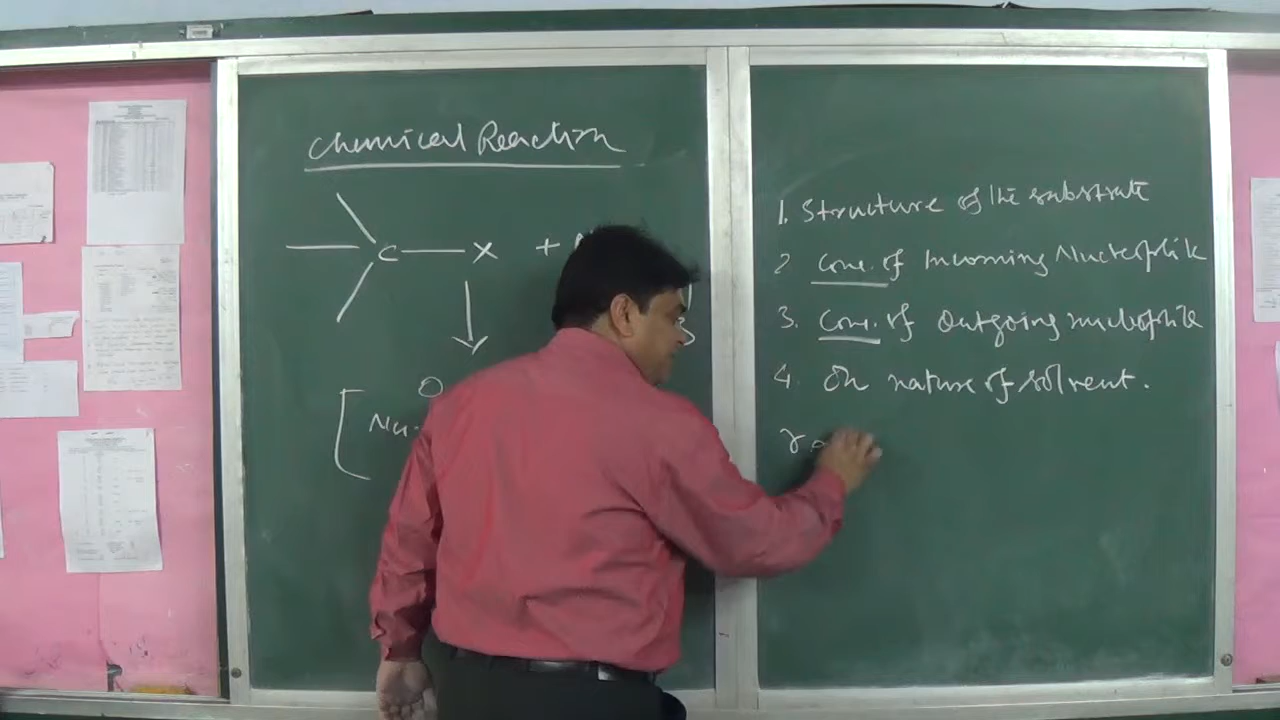 Chemical Reaction
C — X +
Nu-
1. Structure of the substrate
2 Conc. of Incoming Nucleophile
3. Conc. of Outgoing nucleophile
4. On nature of solvent.